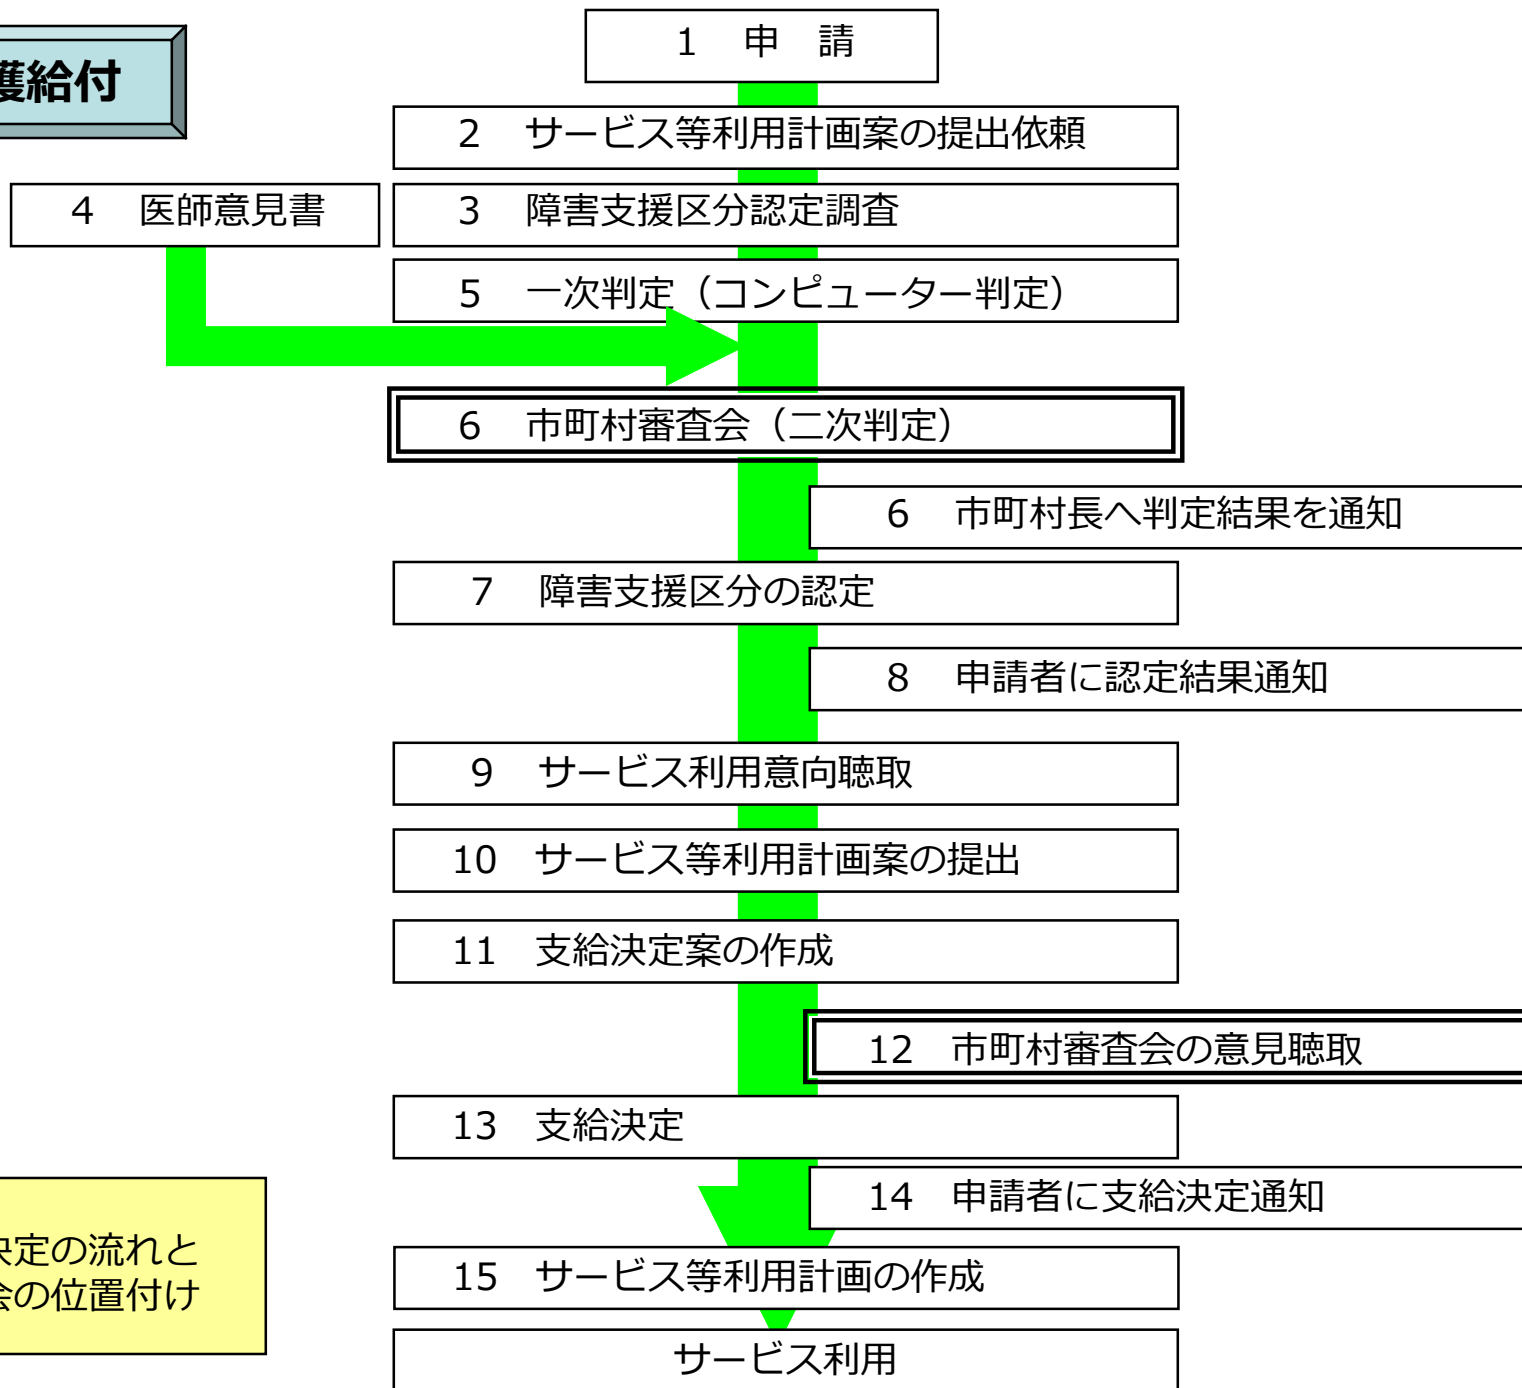 1　申　請
護給付
2　サービス等利用計画案の提出依頼
4　医師意見書
3　障害支援区分認定調査
5　一次判定（コンピューター判定）
6　市町村審査会（二次判定）
6　市町村長へ判定結果を通知
7　障害支援区分の認定
8　申請者に認定結果通知
9　サービス利用意向聴取
10　サービス等利用計画案の提出
11　支給決定案の作成
12　市町村審査会の意見聴取
13　支給決定
14　申請者に支給決定通知
決定の流れと
会の位置付け
15　サービス等利用計画の作成
サービス利用